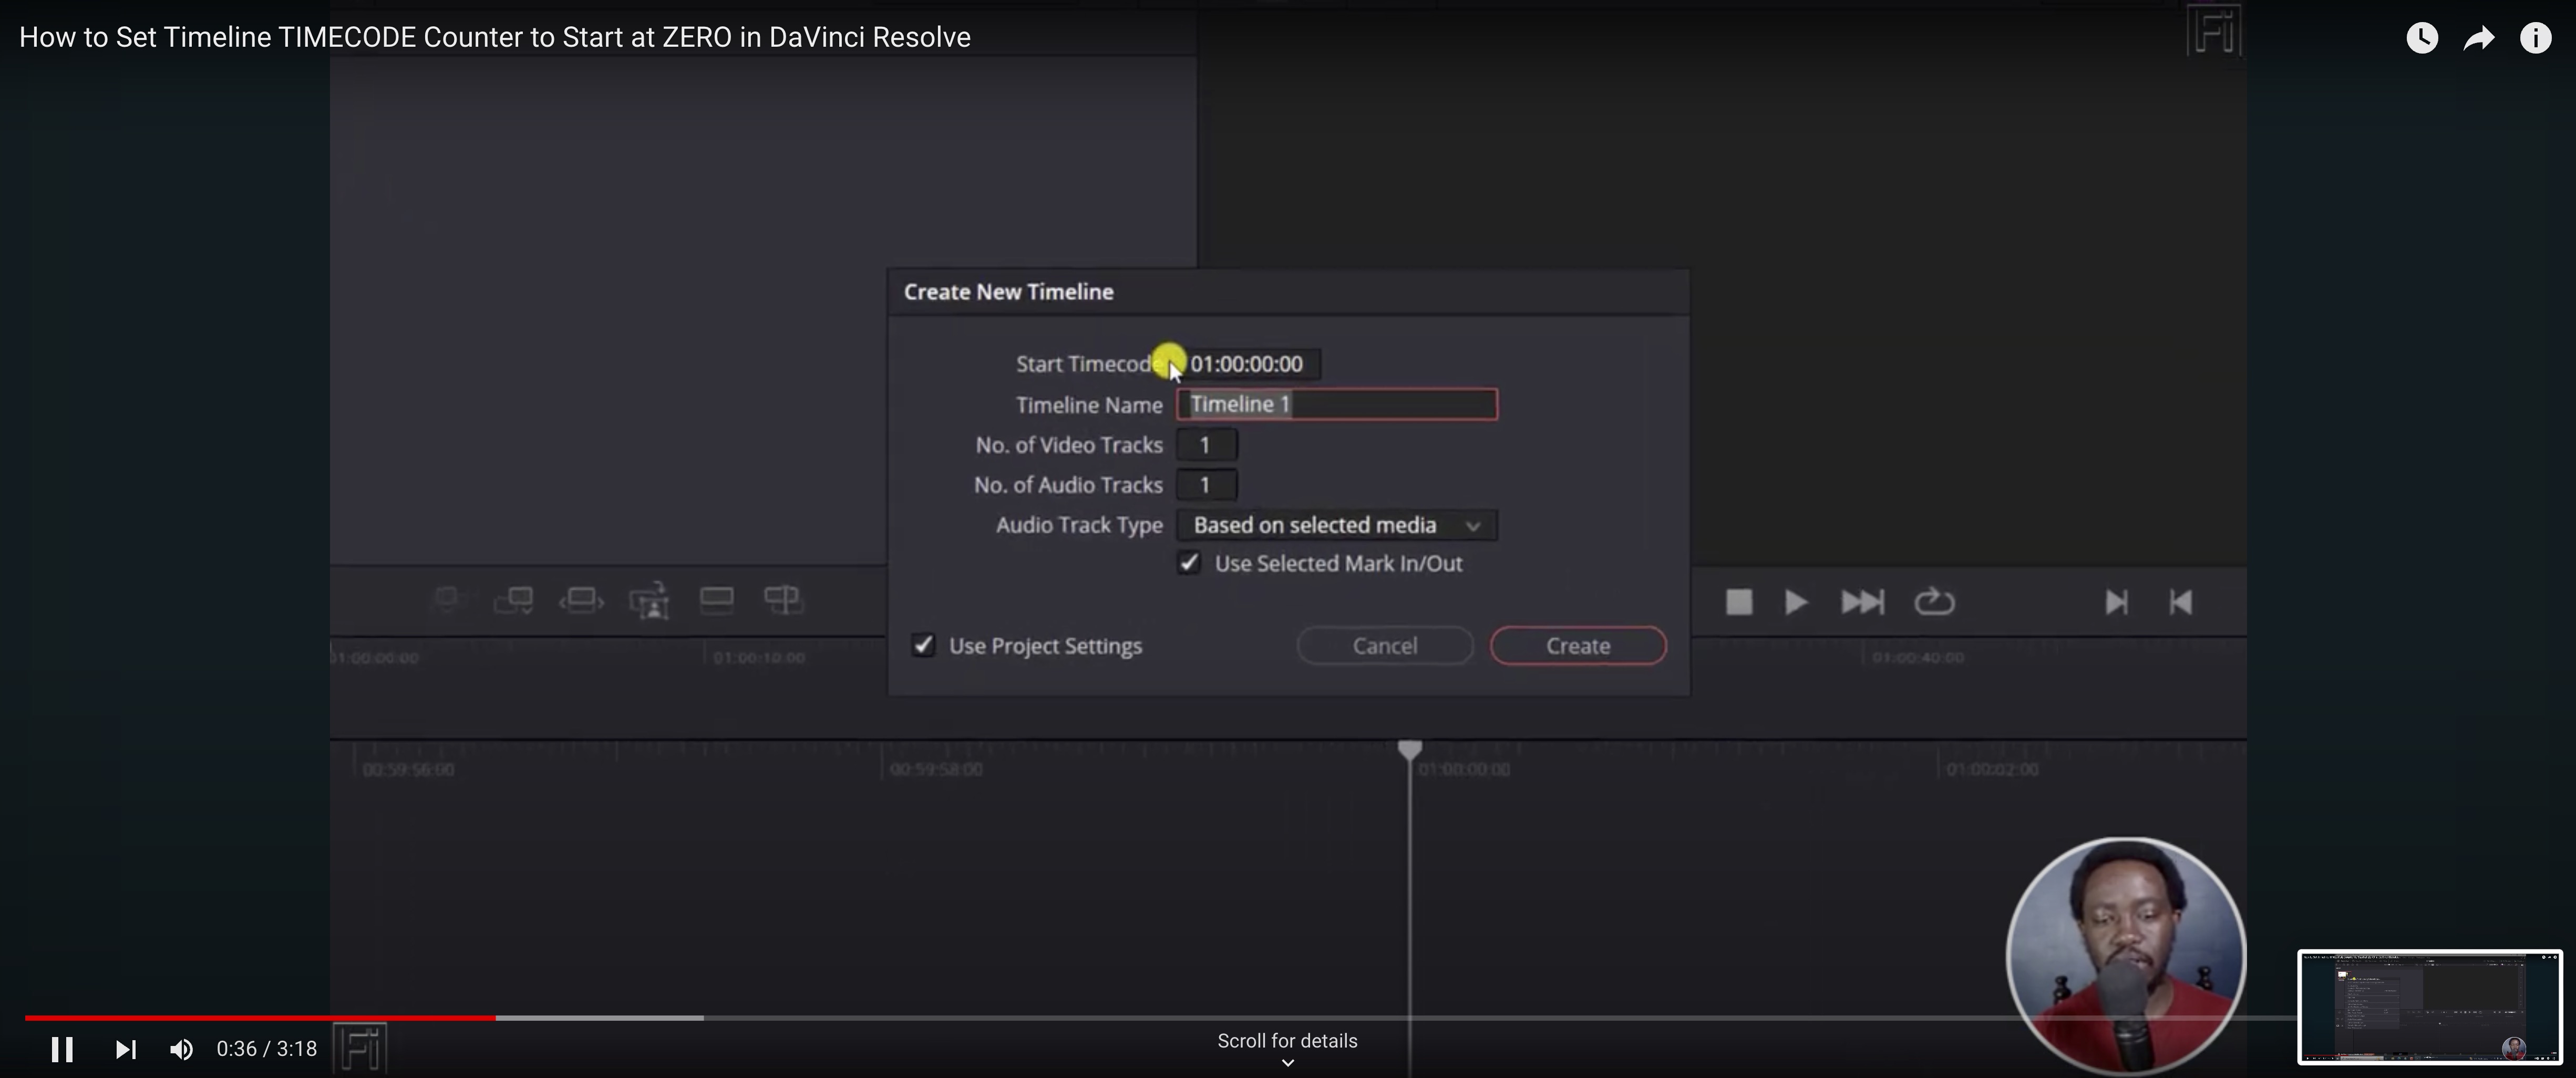 How to Set Timeline TIMECODE Counter to Start at ZERO in DaVinci Resolve
Fi
Create New Timeline
Start Timecode 01:00:00:00
Timeline Name Timeline 1
No. of Video Tracks 1
No. of Audio Tracks 1
Audio Track Type Based on selected media
Use Selected Mark In/Out
Use Project Settings Cancel Create
01:00:00:00 01:00:10:00 01:00:40:00
00:59:56:00 00:59:58:00 01:00:00:00 01:00:02:00
Scroll for details
0:36 / 3:18 Fi